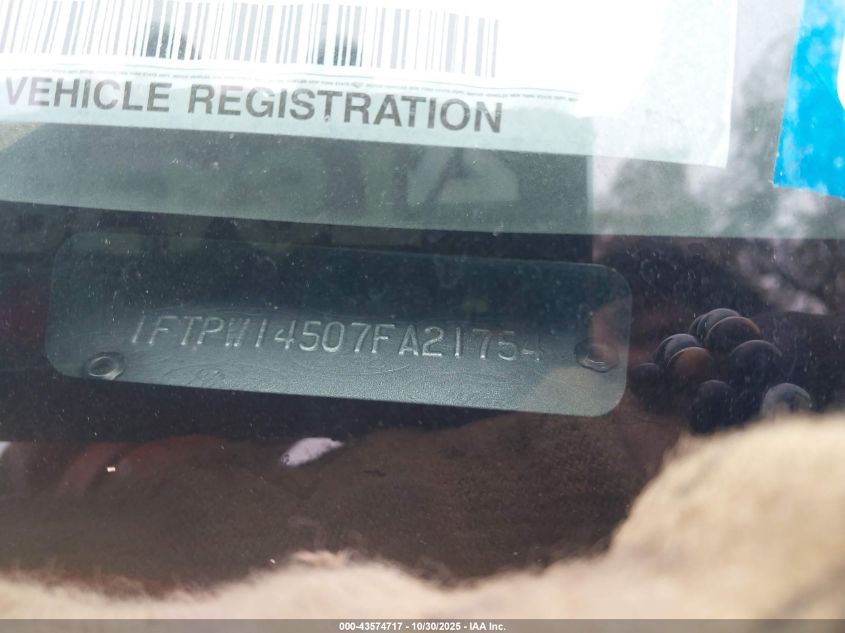 VEHICLE REGISTRATION
1FTPW14507FA21754
000-43574717 • 10/30/2025 • IAA Inc.